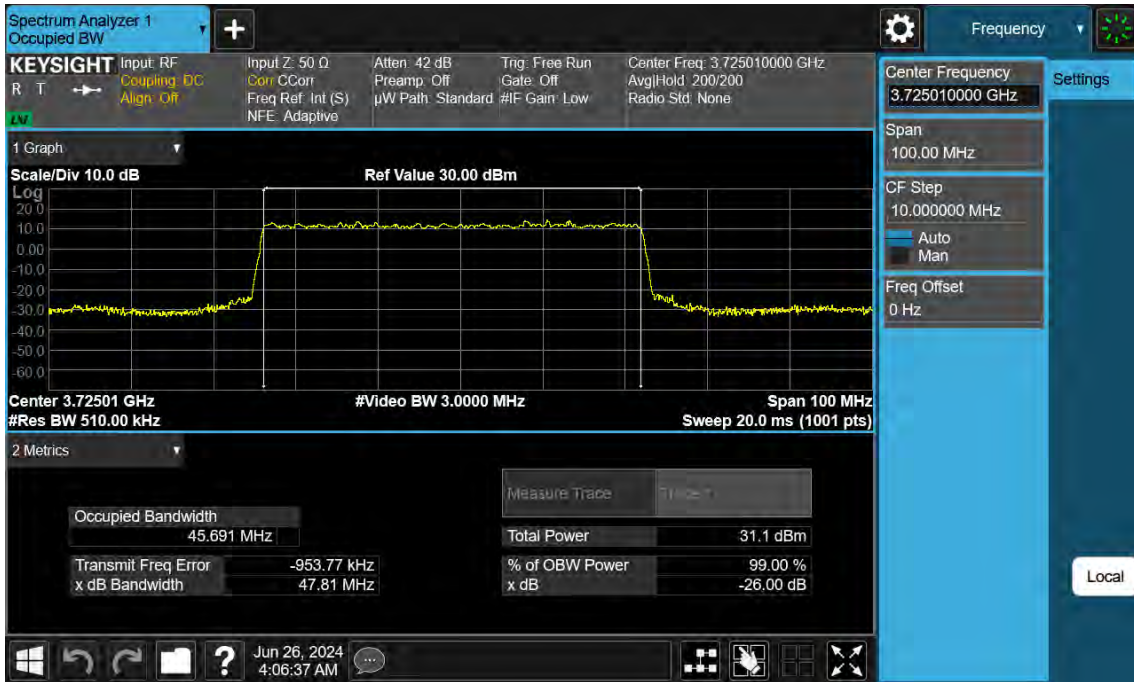 Spectrum Analyzer 1
Occupied BW
+
Frequency
KEYSIGHT
R T
LXI
Input: RF
Coupling: DC
Align: Off
Input Z: 50 Ω
Corr CCorr
Freq Ref: Int (S)
NFE: Adaptive
Atten: 42 dB
Preamp: Off
µW Path: Standard
Trig: Free Run
Gate: Off
#IF Gain: Low
Center Freq: 3.725010000 GHz
Avg|Hold: 200/200
Radio Std: None
1 Graph
Scale/Div 10.0 dB
Ref Value 30.00 dBm
Log
20.0
10.0
0.00
-10.0
-20.0
-30.0
-40.0
-50.0
-60.0
Center 3.72501 GHz
#Video BW 3.0000 MHz
Span 100 MHz
#Res BW 510.00 kHz
Sweep 20.0 ms (1001 pts)
2 Metrics
Measure Trace
Trace 1
Occupied Bandwidth
45.691 MHz
Total Power
31.1 dBm
Transmit Freq Error
-953.77 kHz
% of OBW Power
99.00 %
x dB Bandwidth
47.81 MHz
x dB
-26.00 dB
Center Frequency
3.725010000 GHz
Settings
Span
100.00 MHz
CF Step
10.000000 MHz
Auto
Man
Freq Offset
0 Hz
Local
?
Jun 26, 2024
4:06:37 AM